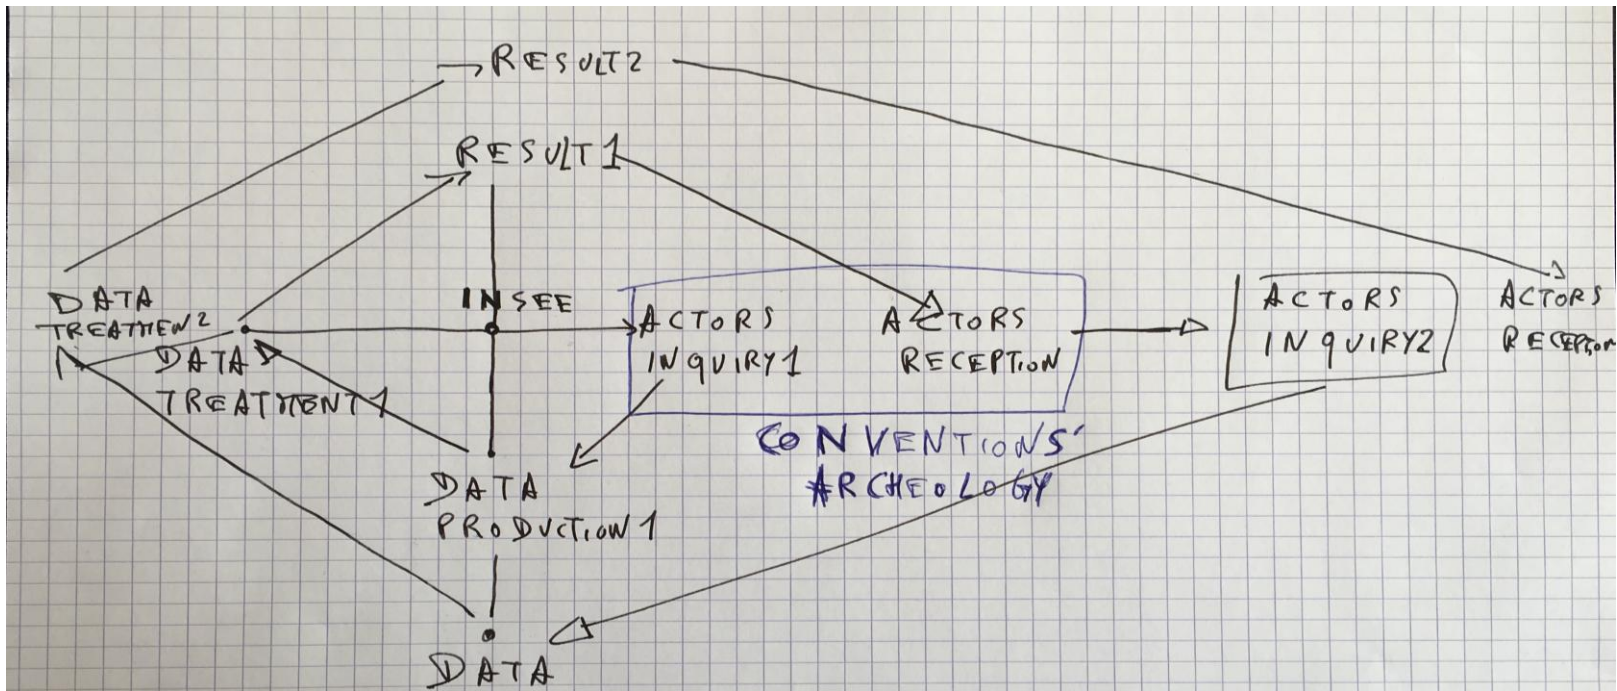 RESULT2
RESULT1
INSEE
DATA
TREATMEN2
DATA
TREATMENT1
ACTORS
INQUIRY1
ACTORS
RECEPTION
ACTORS
INQUIRY2
ACTORS
RECEPTION
CONVENTIONS'
ARCHEOLOGY
DATA
PRODUCTION1
DATA